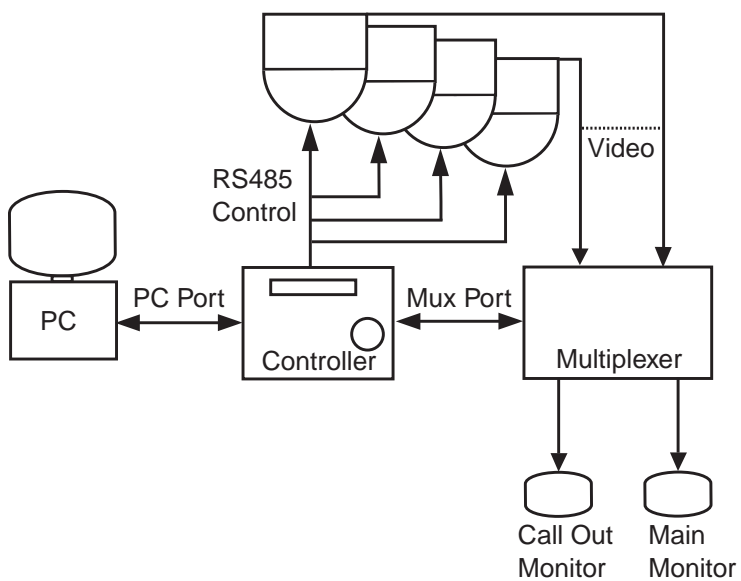 Video
RS485
Control
PC Port
Mux Port
PC
Controller
Multiplexer
Call Out
Monitor
Main
Monitor